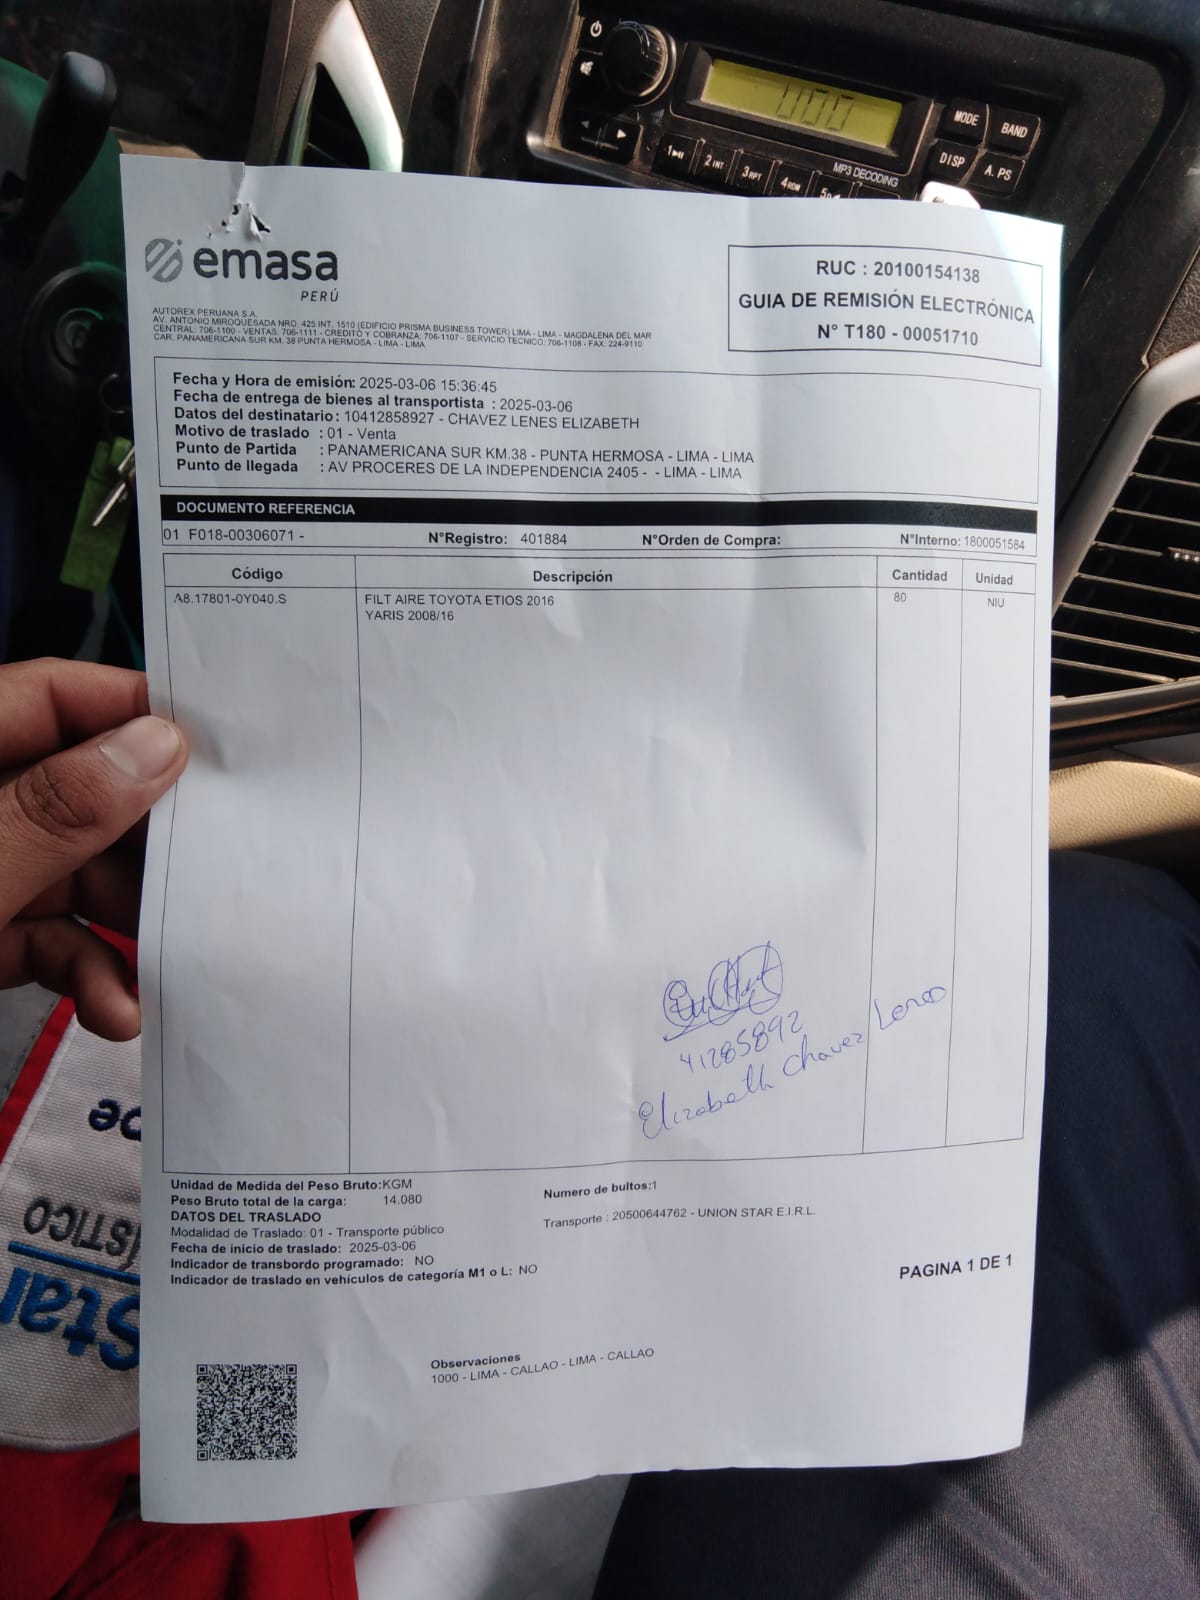 MODE
BAND
DISP
A.PS
MP3 DECODING
1
2 INT
3 RPT
4 RDM
emasa
PERÚ
AUTOREX PERUANA S.A.
AV. ANTONIO MIROQUESADA NRO. 425 INT. 1510 (EDIFICIO PRISMA BUSINESS TOWER) LIMA - LIMA - MAGDALENA DEL MAR
CENTRAL: 706-1100 - VENTAS: 706-1111 - CREDITO Y COBRANZA: 706-1107 - SERVICIO TECNICO: 706-1108 - FAX: 224-9110
CAR. PANAMERICANA SUR KM. 38 PUNTA HERMOSA - LIMA - LIMA
RUC : 20100154138
GUIA DE REMISIÓN ELECTRÓNICA
N° T180 - 00051710
Fecha y Hora de emisión: 2025-03-06 15:36:45
Fecha de entrega de bienes al transportista : 2025-03-06
Datos del destinatario : 10412858927 - CHAVEZ LENES ELIZABETH
Motivo de traslado : 01 - Venta
Punto de Partida : PANAMERICANA SUR KM.38 - PUNTA HERMOSA - LIMA - LIMA
Punto de llegada : AV PROCERES DE LA INDEPENDENCIA 2405 - - LIMA - LIMA
DOCUMENTO REFERENCIA
01 F018-00306071 - N°Registro: 401884 N°Orden de Compra: N°Interno: 1800051584
Código Descripción Cantidad Unidad
A8.17801-0Y040.S FILT AIRE TOYOTA ETIOS 2016 80 NIU
YARIS 2008/16
41285892
Elizabeth Chavez Lenes
Unidad de Medida del Peso Bruto:KGM
Peso Bruto total de la carga: 14.080
Numero de bultos:1
DATOS DEL TRASLADO
Modalidad de Traslado: 01 - Transporte público
Transporte : 20500644762 - UNION STAR E.I.R.L.
Fecha de inicio de traslado: 2025-03-06
Indicador de transbordo programado: NO
Indicador de traslado en vehículos de categoría M1 o L: NO
PAGINA 1 DE 1
Observaciones
1000 - LIMA - CALLAO - LIMA - CALLAO
Star
ÍSTICO